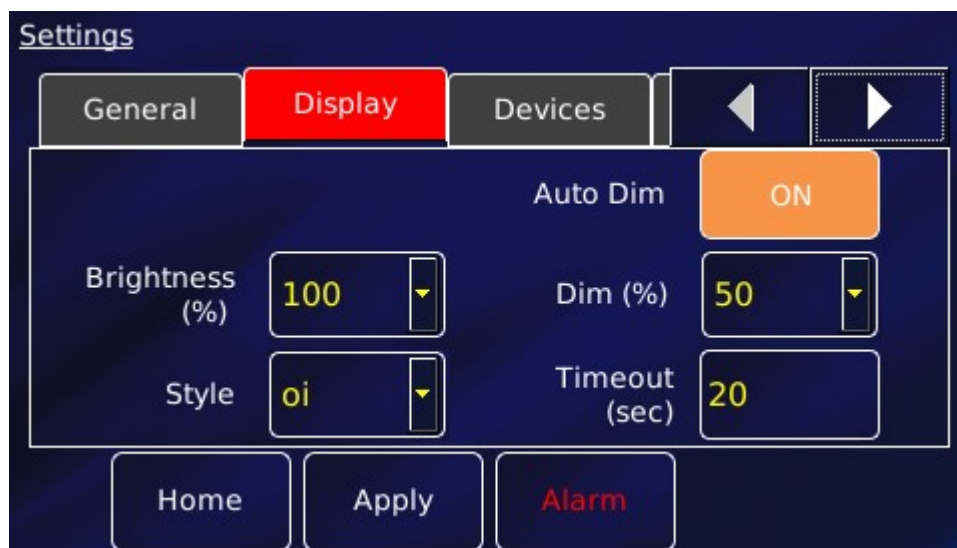 Settings
General Display Devices
Auto Dim ON
Brightness (%) 100 Dim (%) 50
Style oi Timeout (sec) 20
Home Apply Alarm